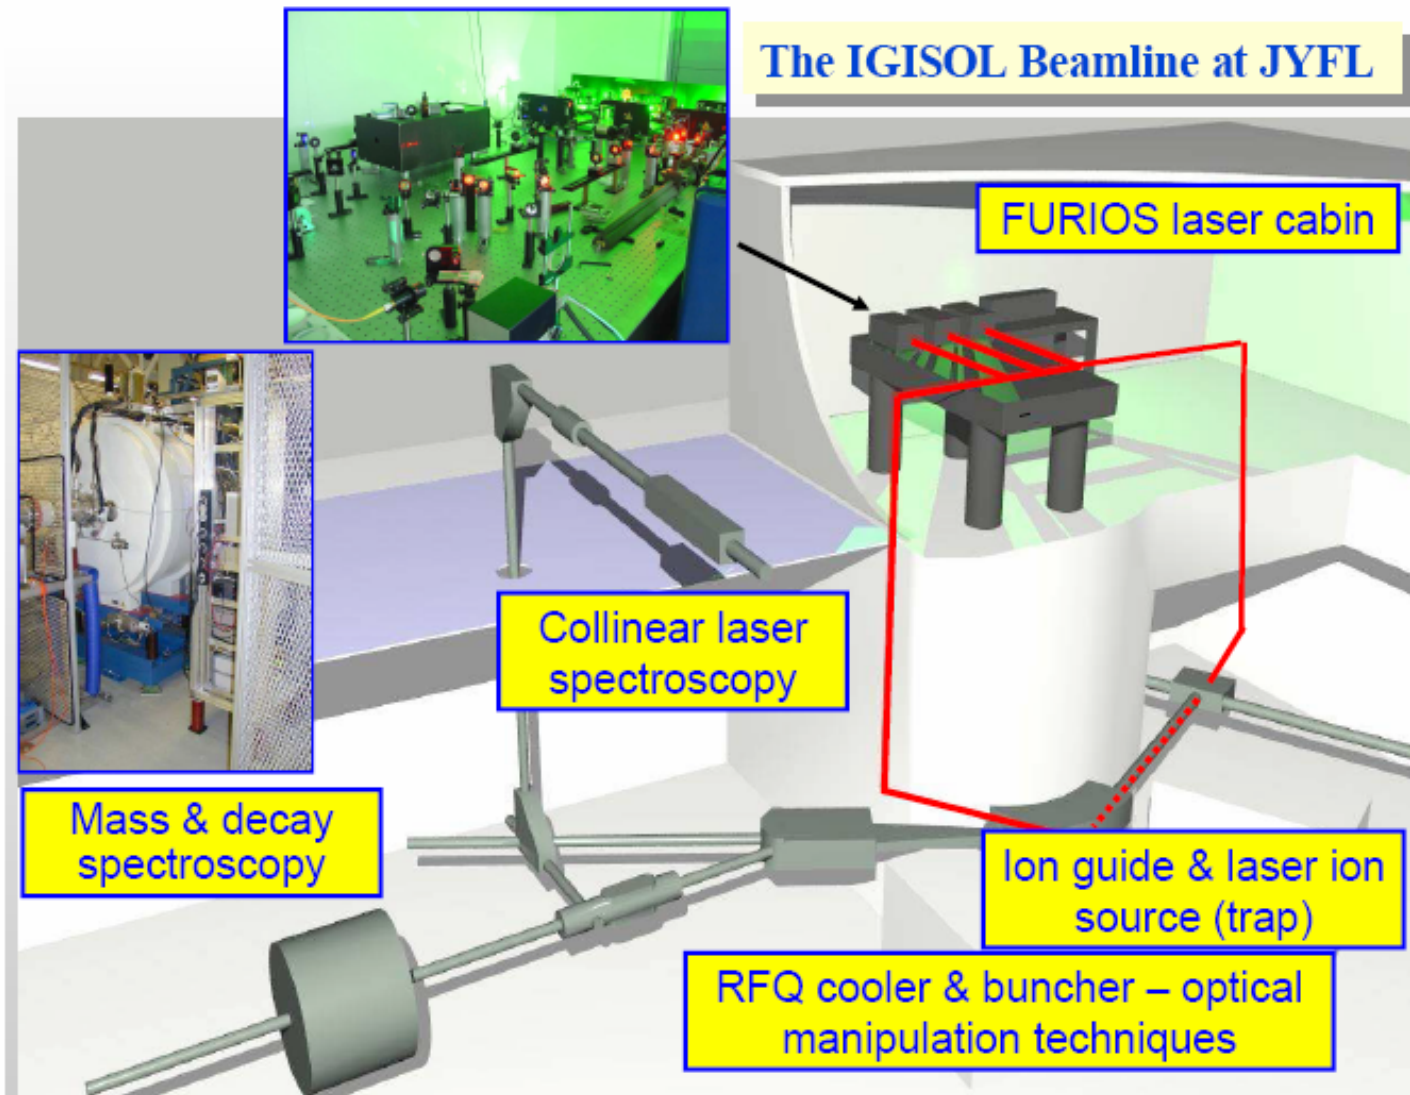 The IGISOL Beamline at JYFL
FURIOS laser cabin
Collinear laser
spectroscopy
Mass & decay
spectroscopy
Ion guide & laser ion
source (trap)
RFQ cooler & buncher – optical
manipulation techniques